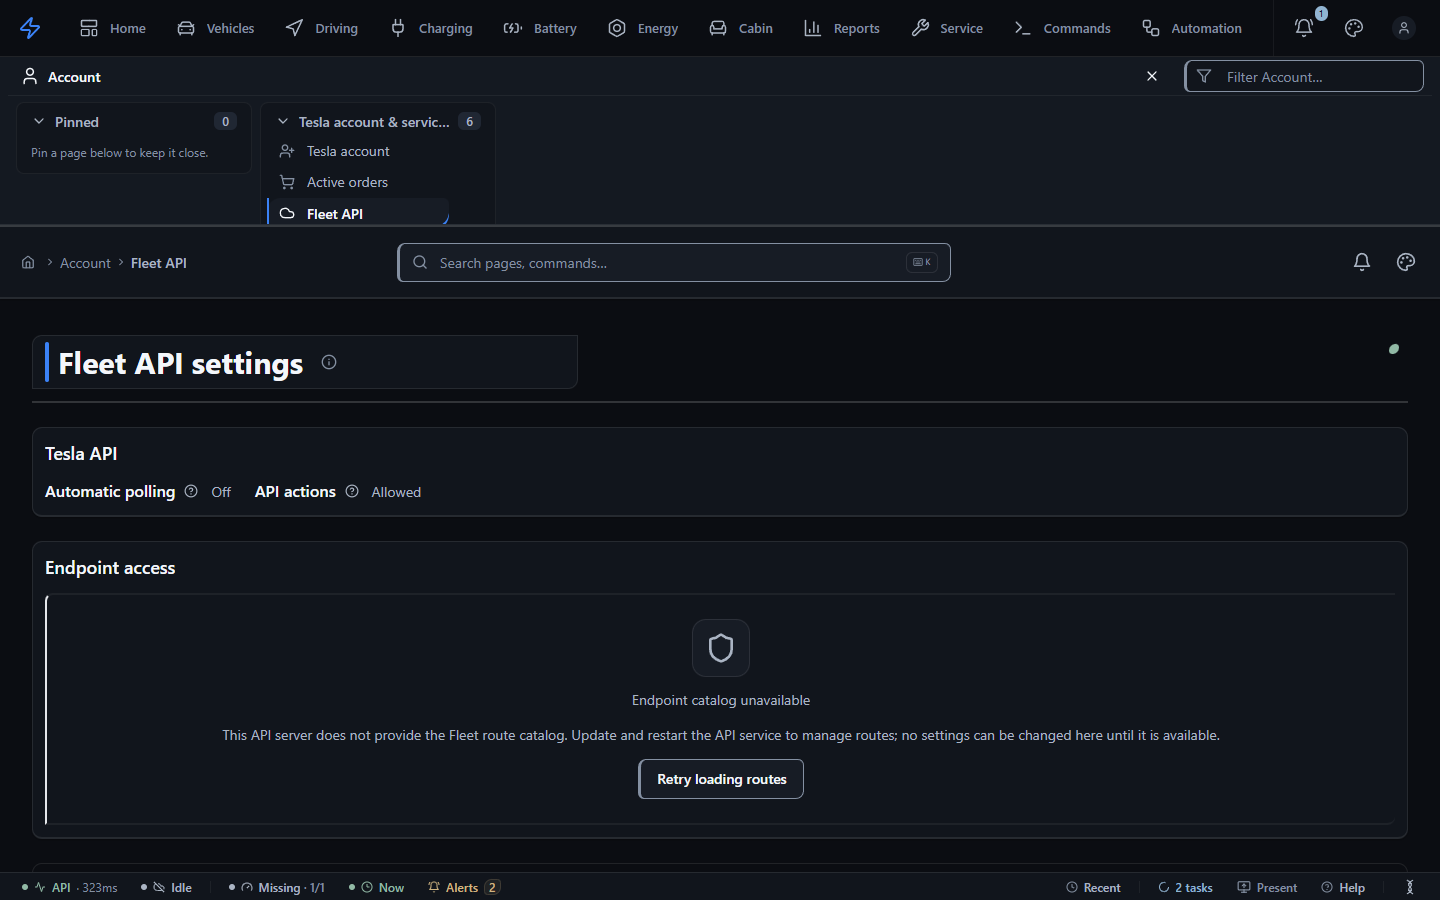 Home Vehicles Driving Charging Battery Energy Cabin Reports Service Commands Automation 1
Account
Filter Account...
Pinned 0
Pin a page below to keep it close.
Tesla account & servic... 6
Tesla account
Active orders
Fleet API
Account > Fleet API
Search pages, commands... K
Fleet API settings
Tesla API
Automatic polling Off API actions Allowed
Endpoint access
Endpoint catalog unavailable
This API server does not provide the Fleet route catalog. Update and restart the API service to manage routes; no settings can be changed here until it is available.
Retry loading routes
API · 323ms Idle Missing · 1/1 Now Alerts 2 Recent 2 tasks Present Help